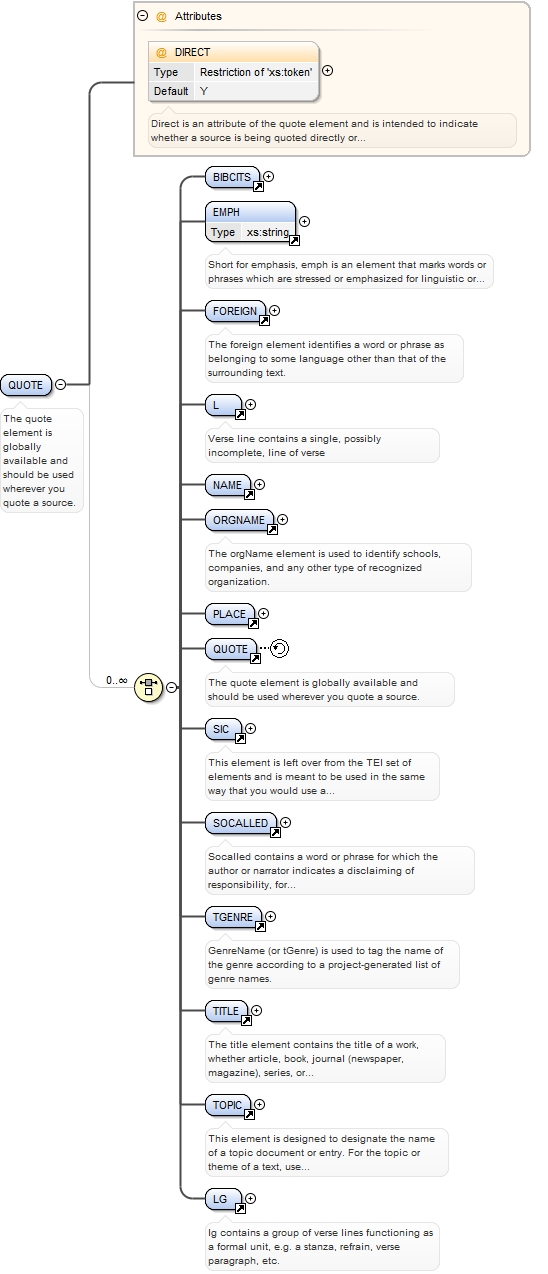 Attributes
DIRECT
Type Restriction of 'xs:token'
Default Y
Direct is an attribute of the quote element and is intended to indicate
whether a source is being quoted directly or...
BIBCITS
EMPH
Type xs:string
Short for emphasis, emph is an element that marks words or
phrases which are stressed or emphasized for linguistic or...
FOREIGN
The foreign element identifies a word or phrase as
belonging to some language other than that of the
surrounding text.
QUOTE
The quote
element is
globally
available and
should be used
wherever you
quote a source.
L
Verse line contains a single, possibly
incomplete, line of verse
NAME
ORGNAME
The orgName element is used to identify schools,
companies, and any other type of recognized
organization.
PLACE
QUOTE
The quote element is globally available and
should be used wherever you quote a source.
0..∞
SIC
This element is left over from the TEI set of
elements and is meant to be used in the same
way that you would use a...
SOCALLED
Socalled contains a word or phrase for which the
author or narrator indicates a disclaiming of
responsibility, for...
TGENRE
GenreName (or tGenre) is used to tag the name of
the genre according to a project-generated list of
genre names.
TITLE
The title element contains the title of a work,
whether article, book, journal (newspaper,
magazine), series, or...
TOPIC
This element is designed to designate the name
of a topic document or entry. For the topic or
theme of a text, use...
LG
lg contains a group of verse lines functioning as
a formal unit, e.g. a stanza, refrain, verse
paragraph, etc.